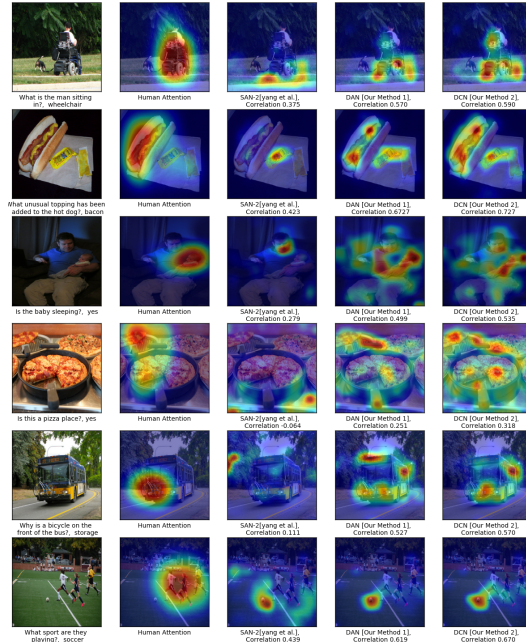 What is the man sitting
in?, wheelchair
Human Attention
SAN-2[yang et al.],
Correlation 0.375
DAN [Our Method 1],
Correlation 0.570
DCN [Our Method 2],
Correlation 0.590
What unusual topping has been
added to the hot dog?, bacon
Human Attention
SAN-2[yang et al.],
Correlation 0.423
DAN [Our Method 1],
Correlation 0.6727
DCN [Our Method 2],
Correlation 0.727
Is the baby sleeping?, yes
Human Attention
SAN-2[yang et al.],
Correlation 0.279
DAN [Our Method 1],
Correlation 0.499
DCN [Our Method 2],
Correlation 0.535
Is this a pizza place?, yes
Human Attention
SAN-2[yang et al.],
Correlation -0.064
DAN [Our Method 1],
Correlation 0.251
DCN [Our Method 2],
Correlation 0.318
Why is a bicycle on the
front of the bus?, storage
Human Attention
SAN-2[yang et al.],
Correlation 0.111
DAN [Our Method 1],
Correlation 0.527
DCN [Our Method 2],
Correlation 0.570
What sport are they
playing?, soccer
Human Attention
SAN-2[yang et al.],
Correlation 0.439
DAN [Our Method 1],
Correlation 0.619
DCN [Our Method 2],
Correlation 0.670